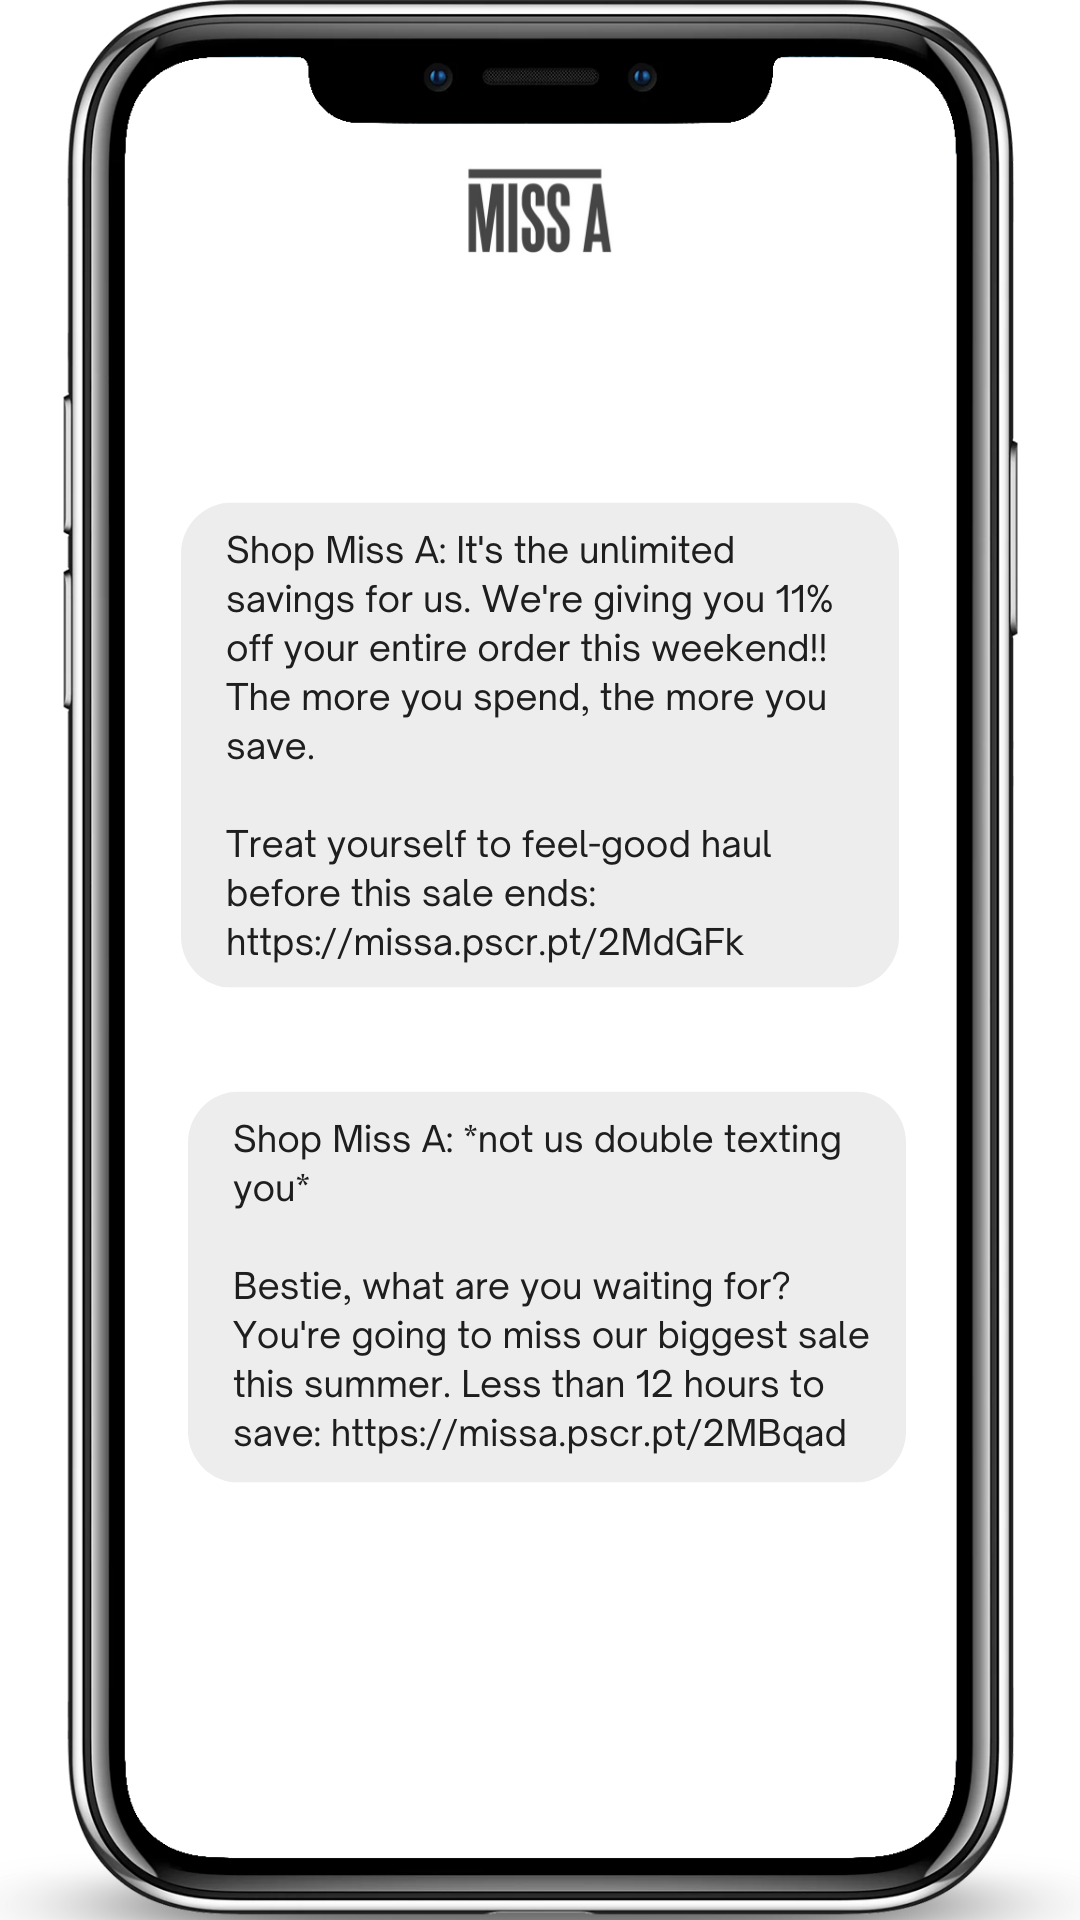 MISS A
Shop Miss A: It's the unlimited
savings for us. We're giving you 11%
off your entire order this weekend!!
The more you spend, the more you
save.
Treat yourself to feel-good haul
before this sale ends:
https://missa.pscr.pt/2MdGFk
Shop Miss A: *not us double texting
you*
Bestie, what are you waiting for?
You're going to miss our biggest sale
this summer. Less than 12 hours to
save: https://missa.pscr.pt/2MBqad